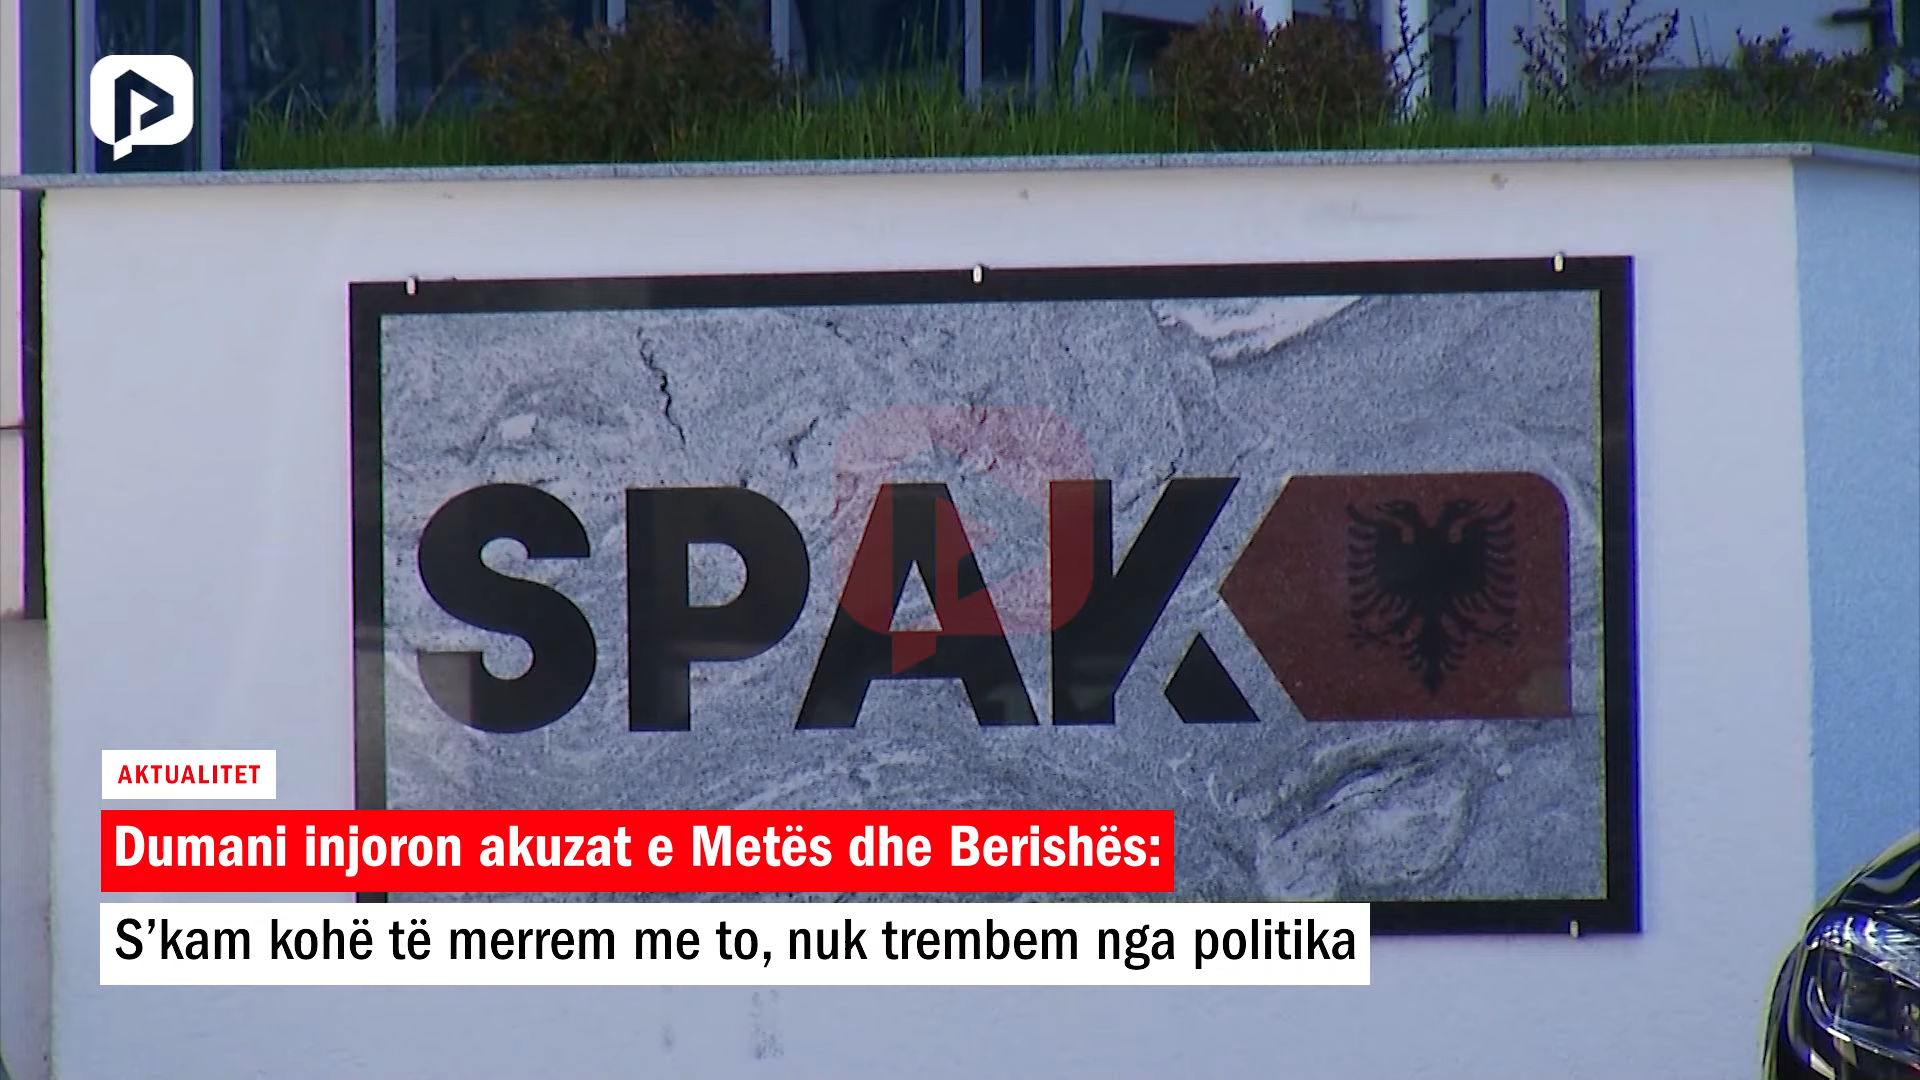 SPAK
AKTUALITET
Dumani injoron akuzat e Metës dhe Berishës:
S’kam kohë të merrem me to, nuk trembem nga politika